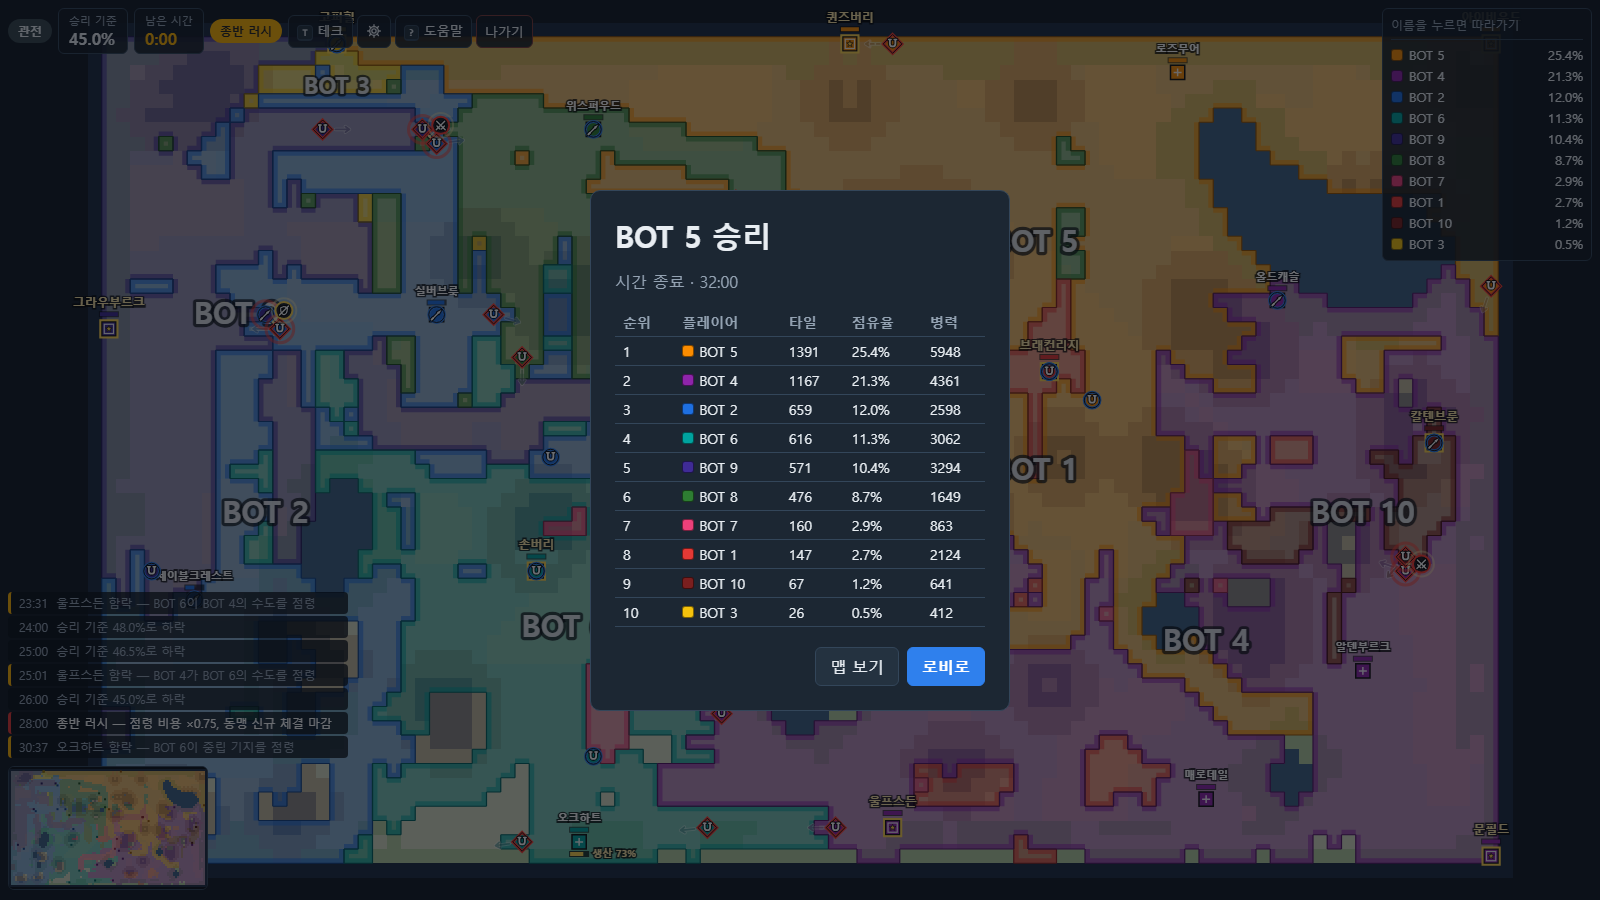 관전
승리 기준
45.0%
남은 시간
0:00
종반 러시
T 테크
? 도움말
나가기
퀸즈버리
로즈무어
이름을 누르면 따라가기
BOT 5 25.4%
BOT 4 21.3%
BOT 2 12.0%
BOT 6 11.3%
BOT 9 10.4%
BOT 8 8.7%
BOT 7 2.9%
BOT 1 2.7%
BOT 10 1.2%
BOT 3 0.5%
BOT 3
위스퍼우드
그라우부르크
BOT
실버브룩
올드캐슬
OT 5
브래컨리지
칼텐브룬
OT 1
BOT 2
BOT 10
손버리
BOT
BOT 4
알덴부르크
매로데일
울프스든
오크하트
생산 73%
문필드
BOT 5 승리
시간 종료 · 32:00
순위 플레이어 타일 점유율 병력
1 BOT 5 1391 25.4% 5948
2 BOT 4 1167 21.3% 4361
3 BOT 2 659 12.0% 2598
4 BOT 6 616 11.3% 3062
5 BOT 9 571 10.4% 3294
6 BOT 8 476 8.7% 1649
7 BOT 7 160 2.9% 863
8 BOT 1 147 2.7% 2124
9 BOT 10 67 1.2% 641
10 BOT 3 26 0.5% 412
맵 보기
로비로
23:31 울프스든 함락 — BOT 6이 BOT 4의 수도를 점령
24:00 승리 기준 48.0%로 하락
25:00 승리 기준 46.5%로 하락
25:01 울프스든 함락 — BOT 4가 BOT 6의 수도를 점령
26:00 승리 기준 45.0%로 하락
28:00 종반 러시 — 점령 비용 ×0.75, 동맹 신규 체결 마감
30:37 오크하트 함락 — BOT 6이 중립 기지를 점령